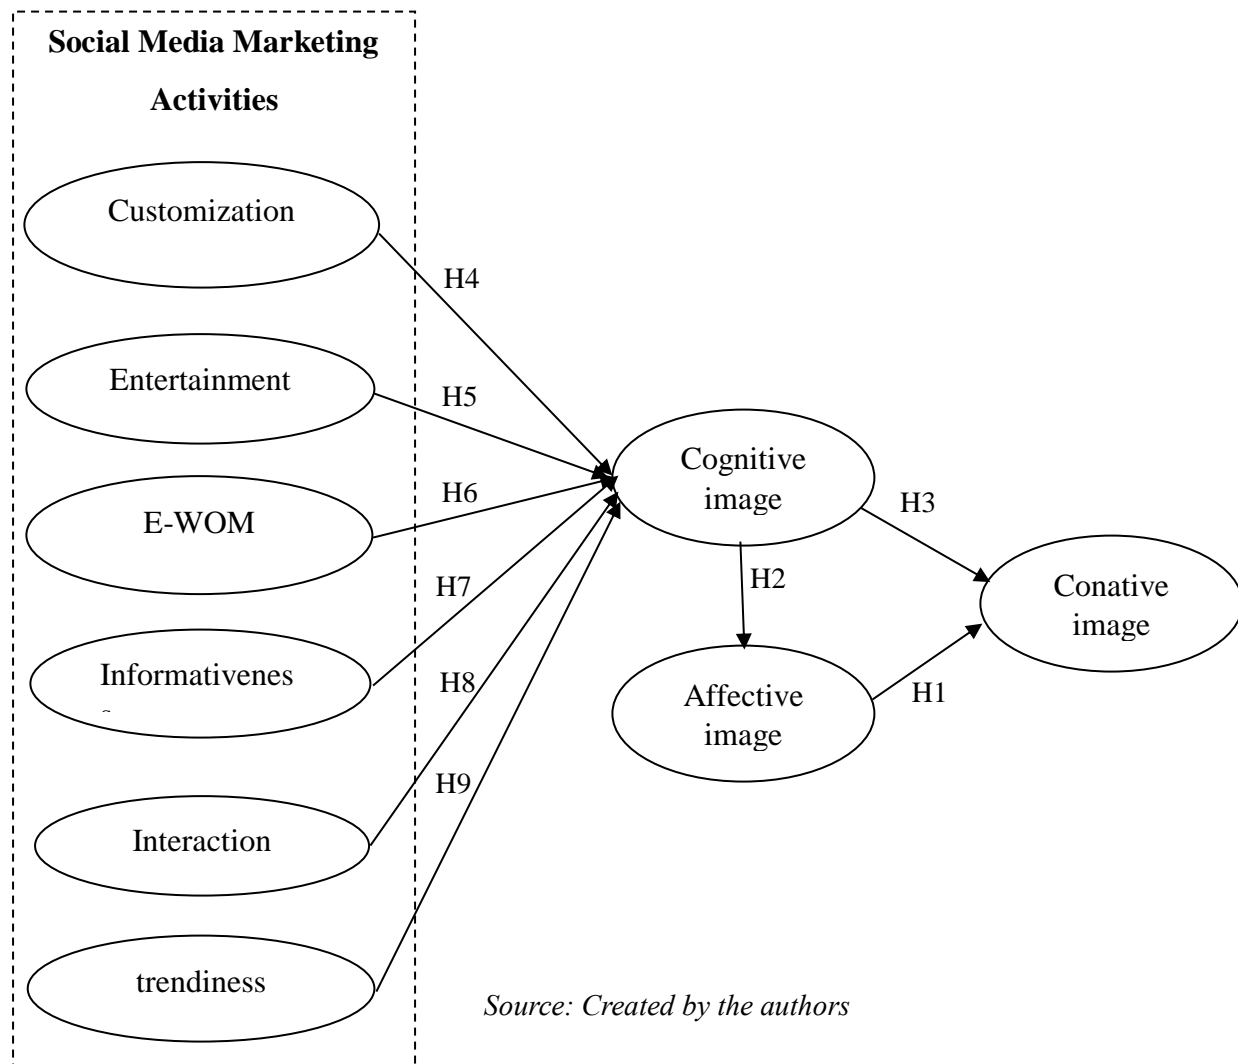 Social Media Marketing
Activities
Customization
H4
Entertainment
H5
Cognitive
image
E-WOM
H6
H3
H7
H2
Conative
image
Informativenes
H8
Affective
image
H1
H9
Interaction
trendiness
Source: Created by the authors